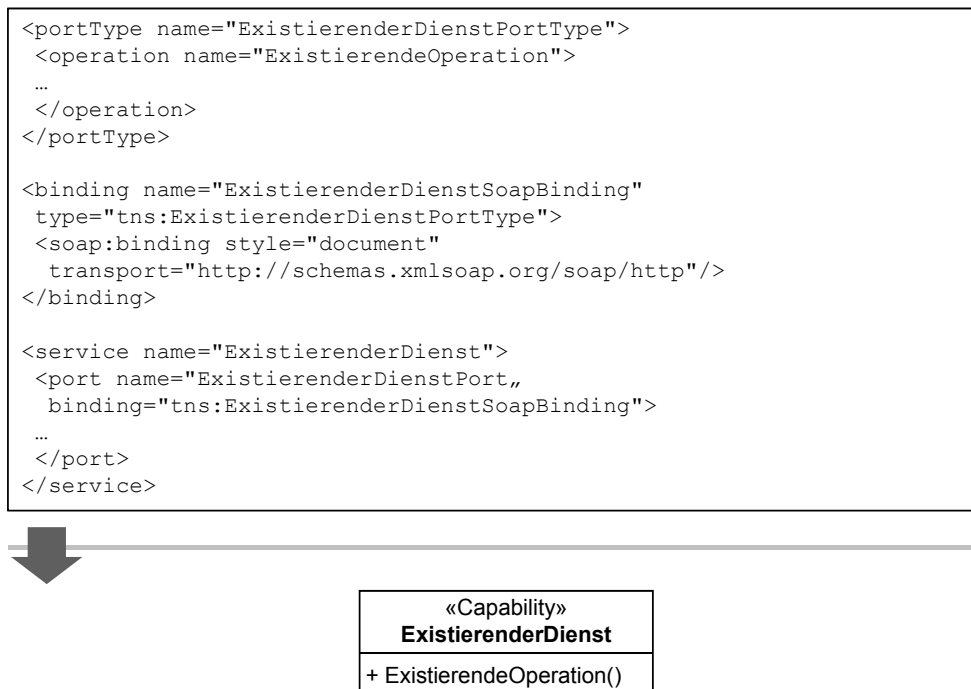 <portType name="ExistierenderDienstPortType">
<operation name="ExistierendeOperation">
…
</operation>
</portType>
<binding name="ExistierenderDienstSoapBinding"
type="tns:ExistierenderDienstPortType">
<soap:binding style="document"
transport="http://schemas.xmlsoap.org/soap/http"/>
</binding>
<service name="ExistierenderDienst">
<port name="ExistierenderDienstPort„
binding="tns:ExistierenderDienstSoapBinding">
…
</port>
</service>
«Capability»
ExistierenderDienst
+ ExistierendeOperation()